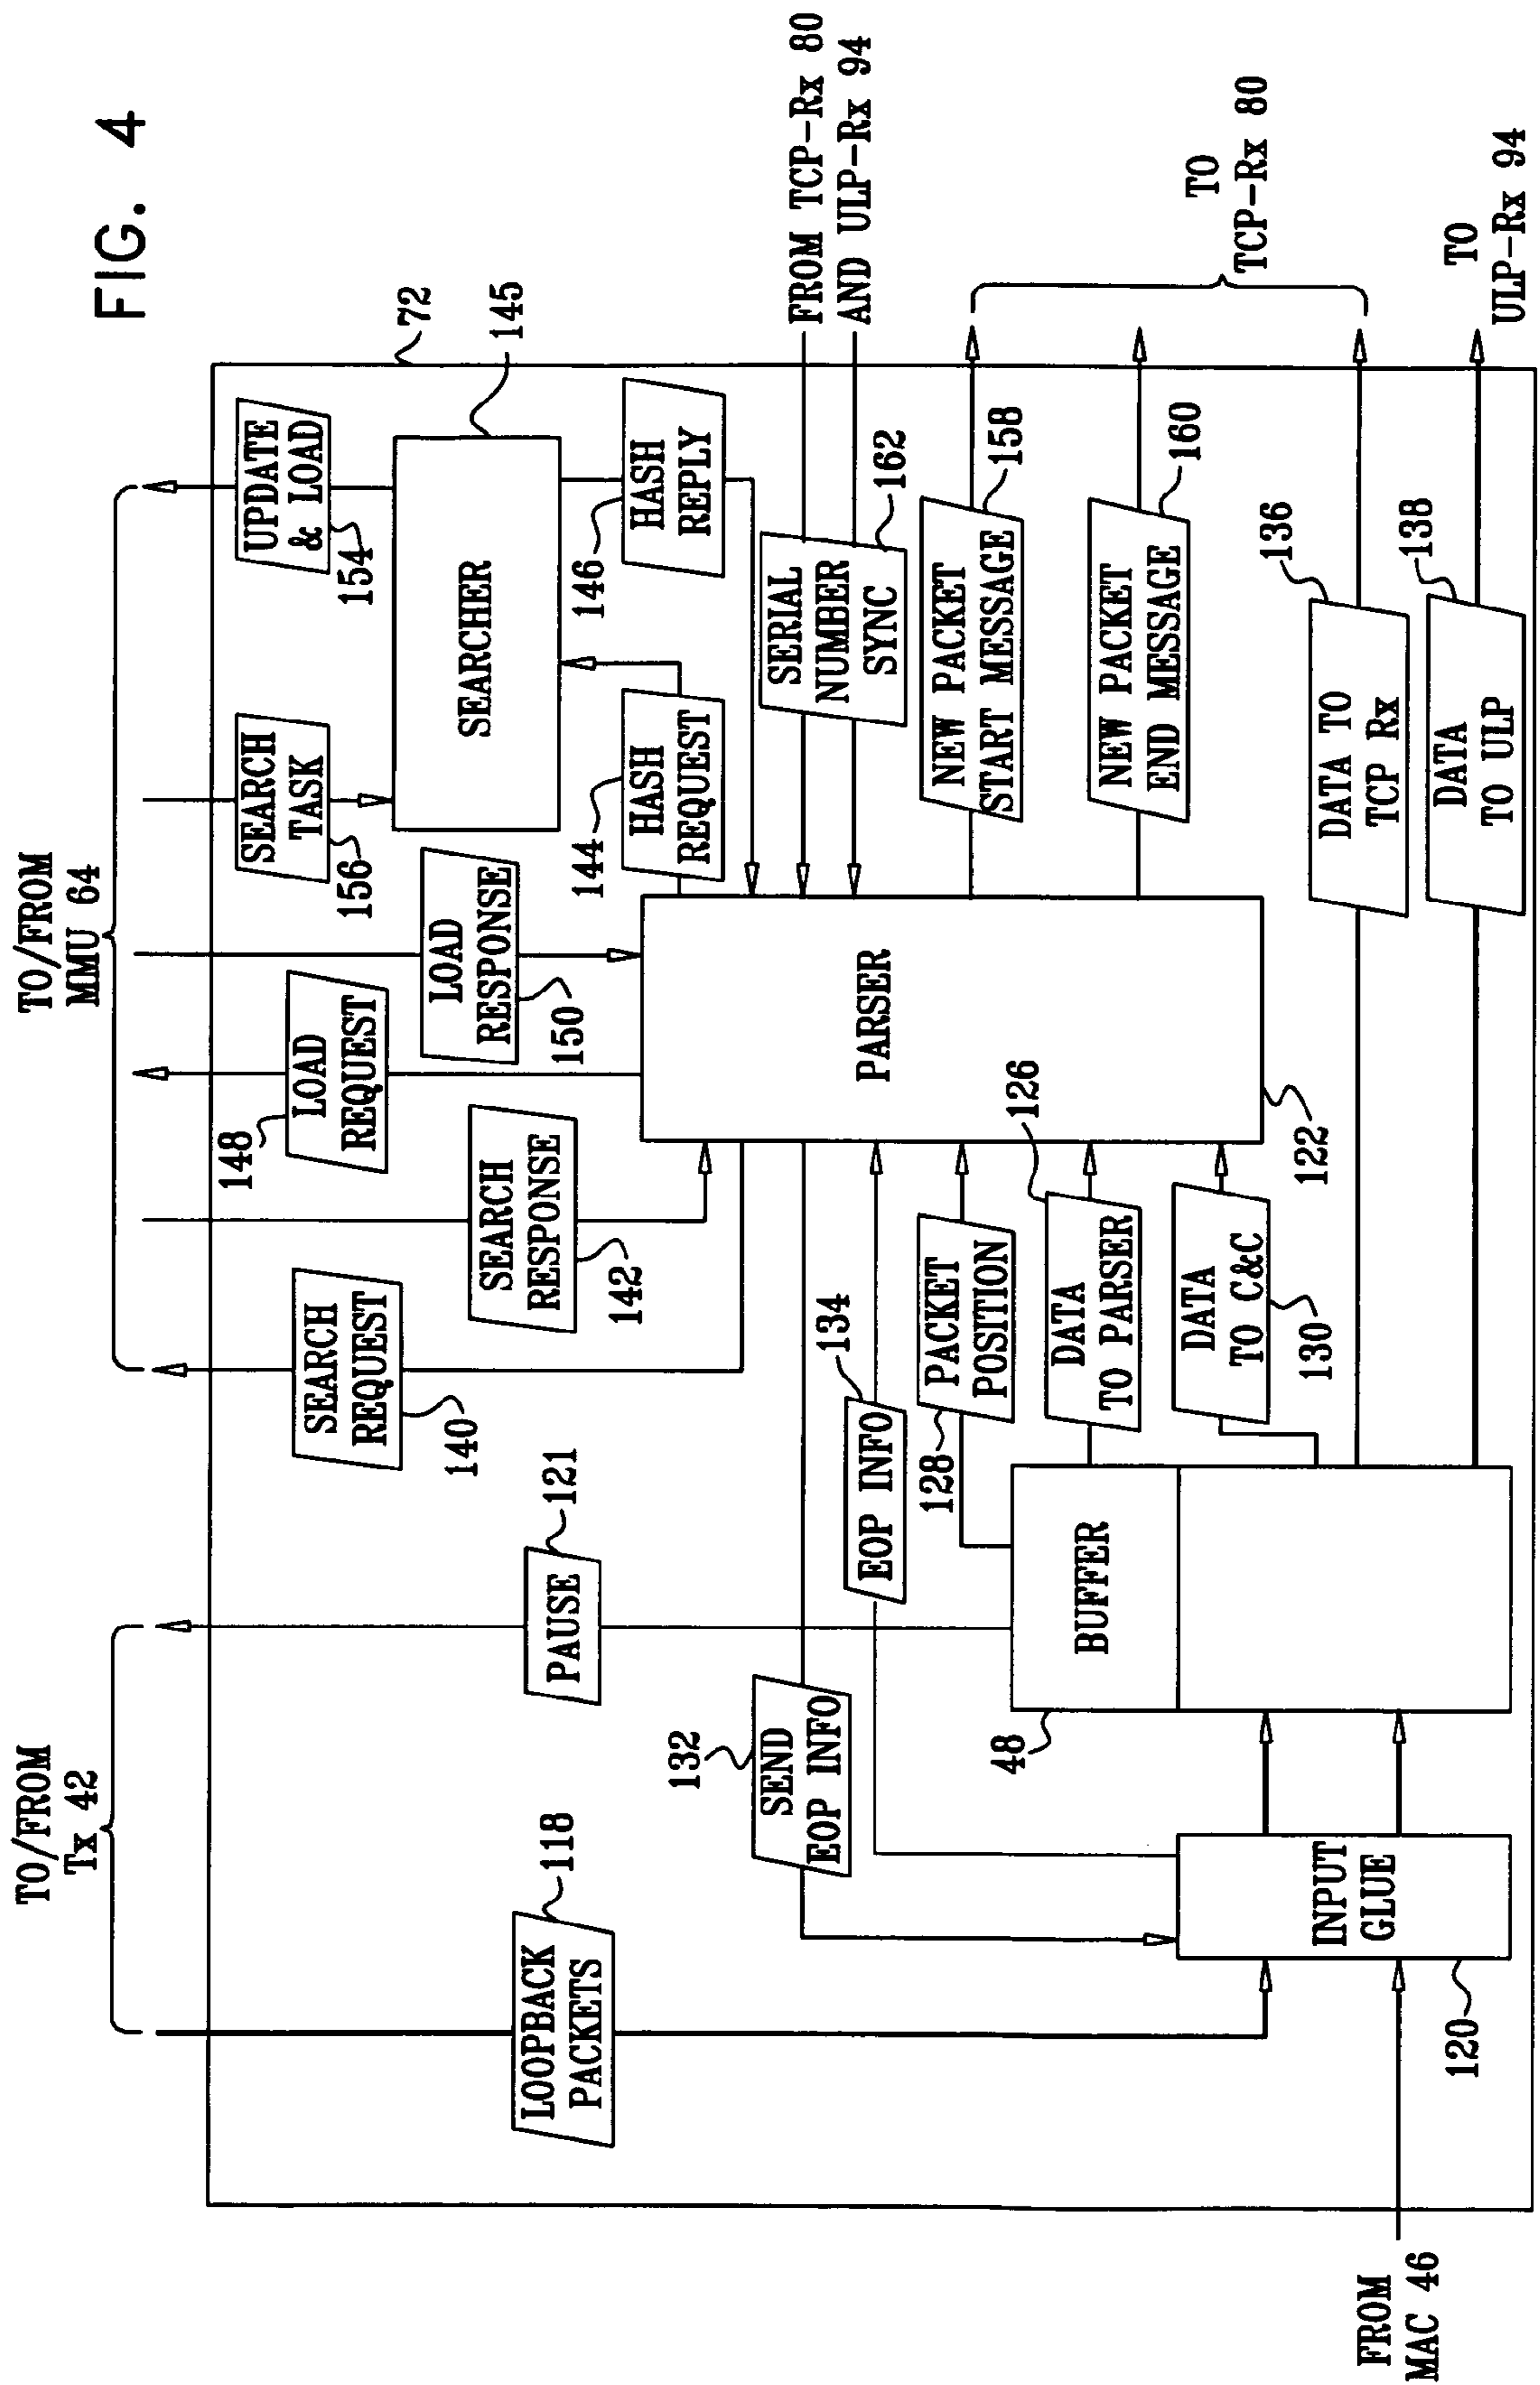 FIG. 4
TO/FROM
Tx 42
TO/FROM
MMU 64
72
LOOPBACK
PACKETS
118
PAUSE
121
SEARCH
REQUEST
140
SEARCH
RESPONSE
142
LOAD
REQUEST
148
LOAD
RESPONSE
150
SEARCH
TASK
156
UPDATE
& LOAD
154
SEARCHER
145
HASH
REQUEST
144
HASH
REPLY
146
SERIAL
NUMBER
SYNC
162
FROM TCP-Rx 80
AND ULP-Rx 94
SEND
EOP INFO
132
EOP INFO
134
PACKET
POSITION
128
DATA
TO PARSER
126
DATA
TO C&C
130
PARSER
122
NEW PACKET
START MESSAGE
158
NEW PACKET
END MESSAGE
160
TO
TCP-Rx 80
DATA TO
TCP Rx
136
DATA
TO ULP
138
TO
ULP-Rx 94
BUFFER
48
INPUT
GLUE
120
FROM
MAC 46